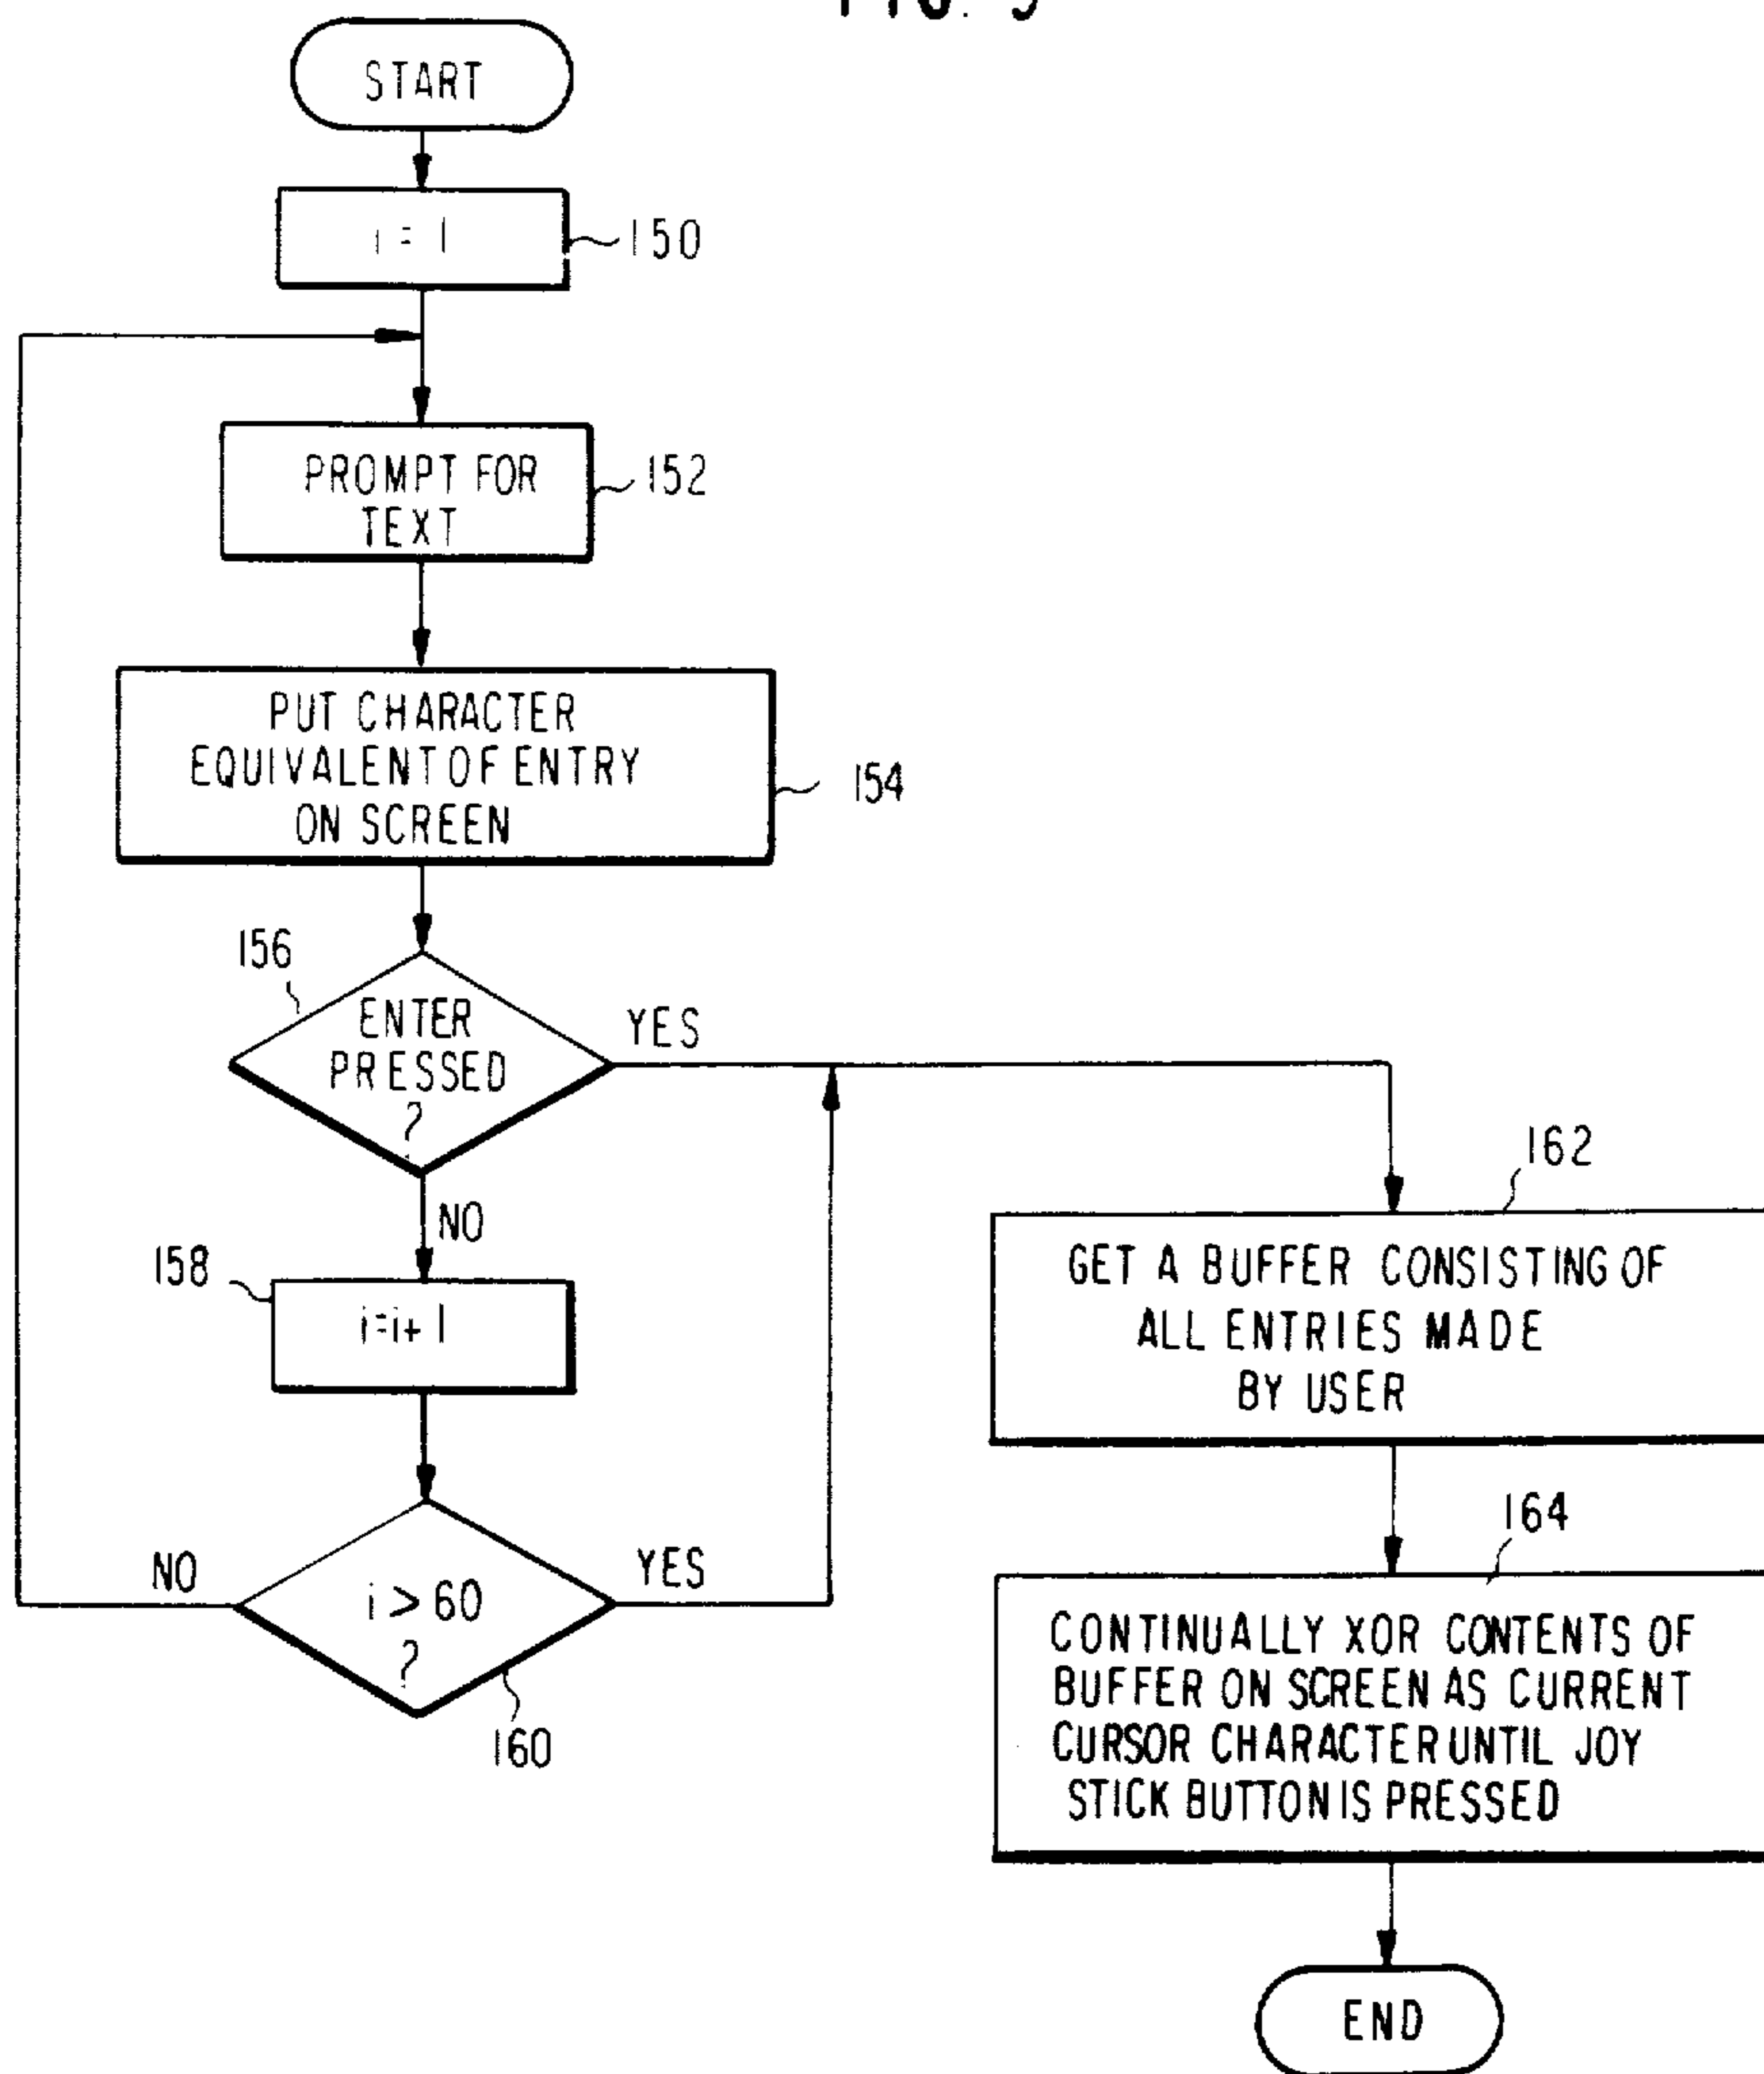 START
i = 1
150
PROMPT FOR
TEXT
152
PUT CHARACTER
EQUIVALENT OF ENTRY
ON SCREEN
154
156
ENTER
PRESSED
?
YES
NO
158
i=i+1
NO
i > 60
?
YES
160
162
GET A BUFFER CONSISTING OF
ALL ENTRIES MADE
BY USER
164
CONTINUALLY XOR CONTENTS OF
BUFFER ON SCREEN AS CURRENT
CURSOR CHARACTER UNTIL JOY
STICK BUTTON IS PRESSED
END